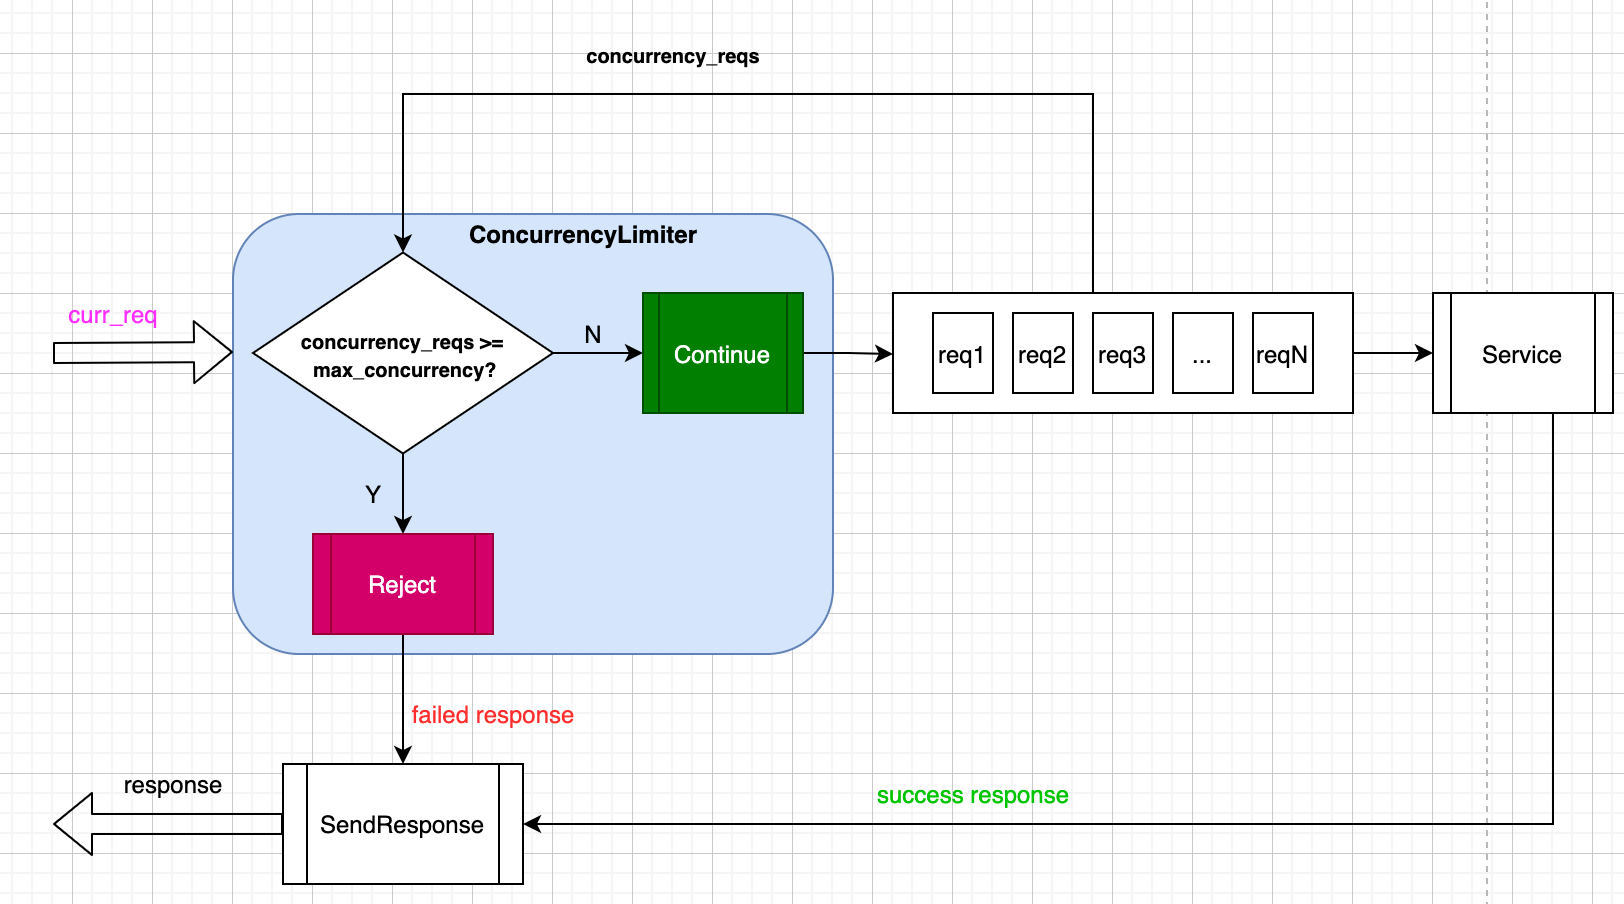 concurrency_reqs
ConcurrencyLimiter
curr_req
concurrency_reqs >=
max_concurrency?
N
Continue
req1
req2
req3
...
reqN
Service
Y
Reject
failed response
response
SendResponse
success response